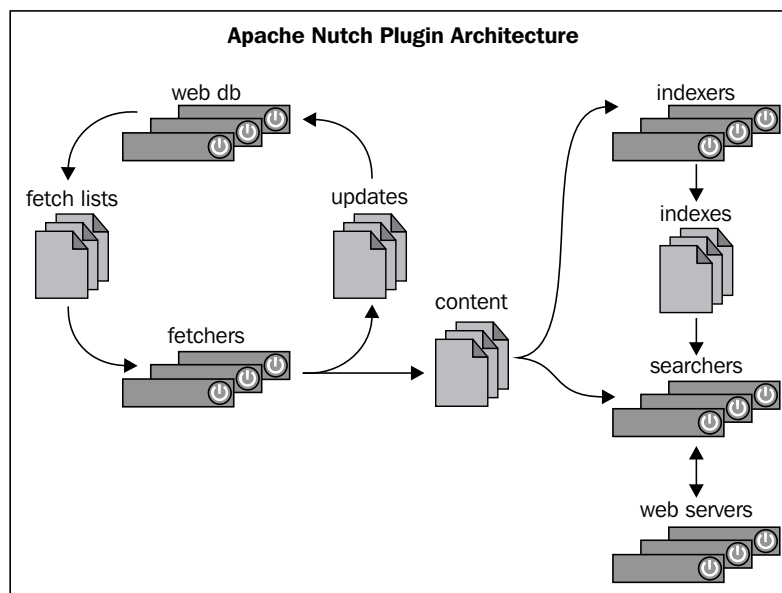 Apache Nutch Plugin Architecture
web db
indexers
fetch lists
updates
indexes
content
fetchers
searchers
web servers